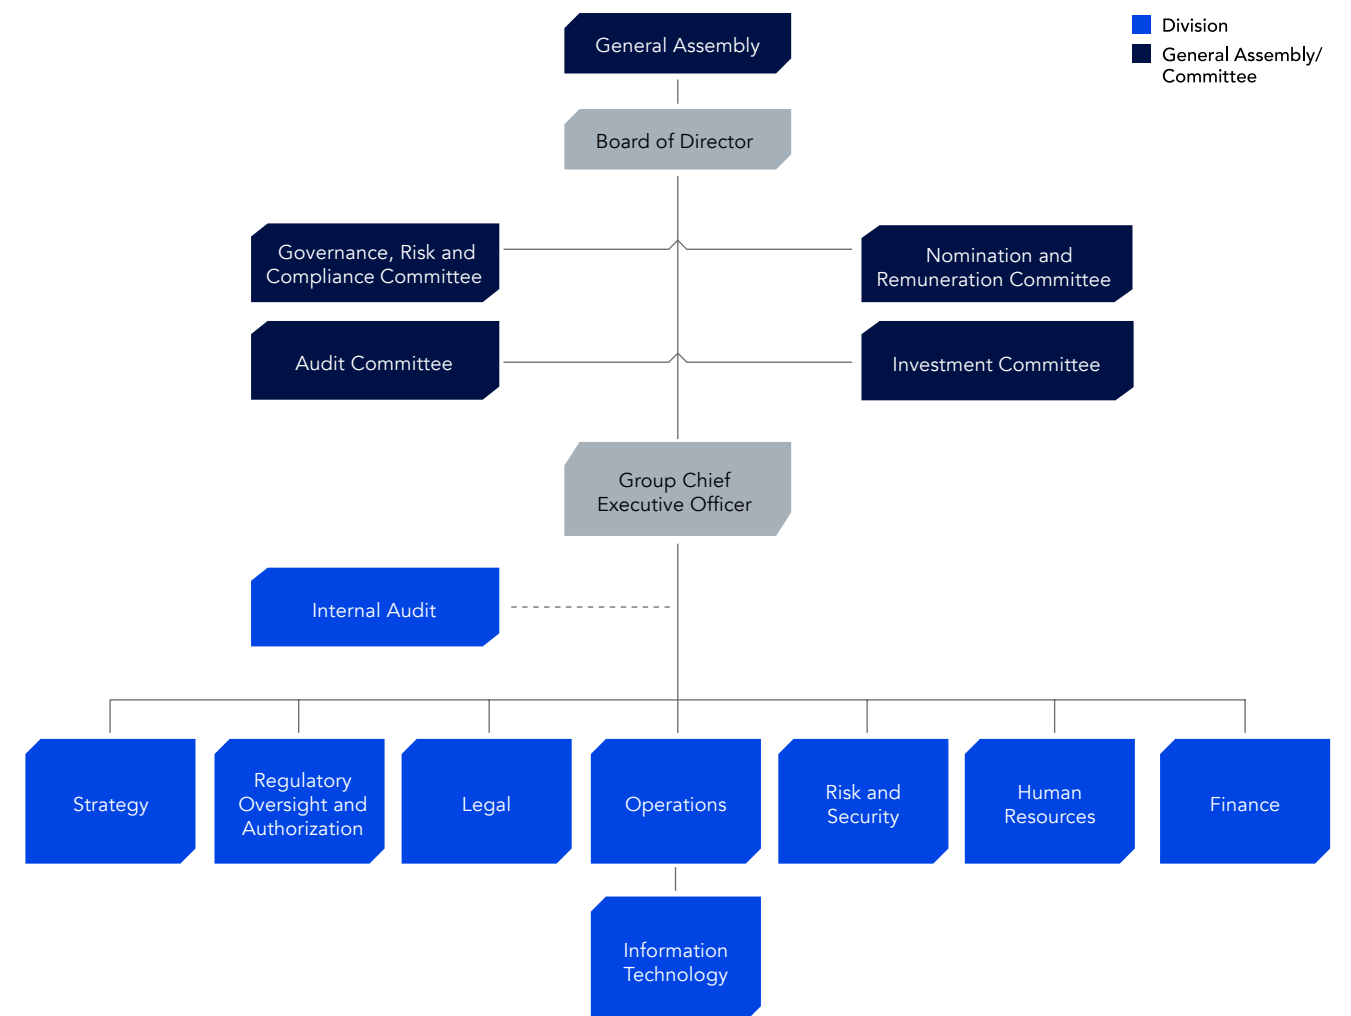 General Assembly
Division
General Assembly/
Committee
Board of Director
Governance, Risk and
Compliance Committee
Nomination and
Remuneration Committee
Audit Committee
Investment Committee
Group Chief
Executive Officer
Internal Audit
Strategy
Regulatory
Oversight and
Authorization
Legal
Operations
Risk and
Security
Human
Resources
Finance
Information
Technology